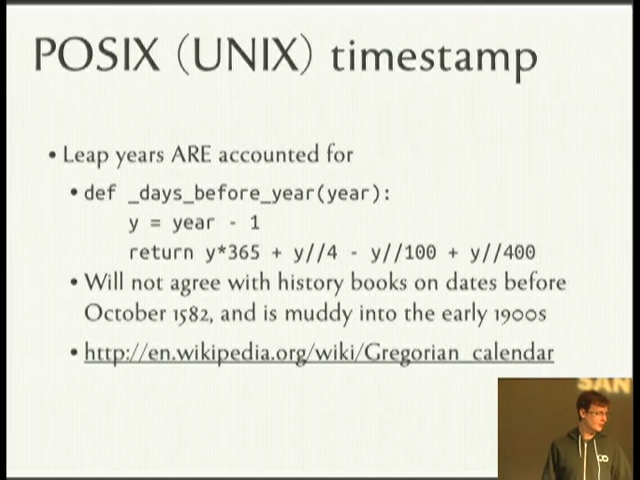 POSIX (UNIX) timestamp
• Leap years ARE accounted for
• def _days_before_year(year):
y = year - 1
return y*365 + y//4 - y//100 + y//400
• Will not agree with history books on dates before
October 1582, and is muddy into the early 1900s
• http://en.wikipedia.org/wiki/Gregorian_calendar
SAN